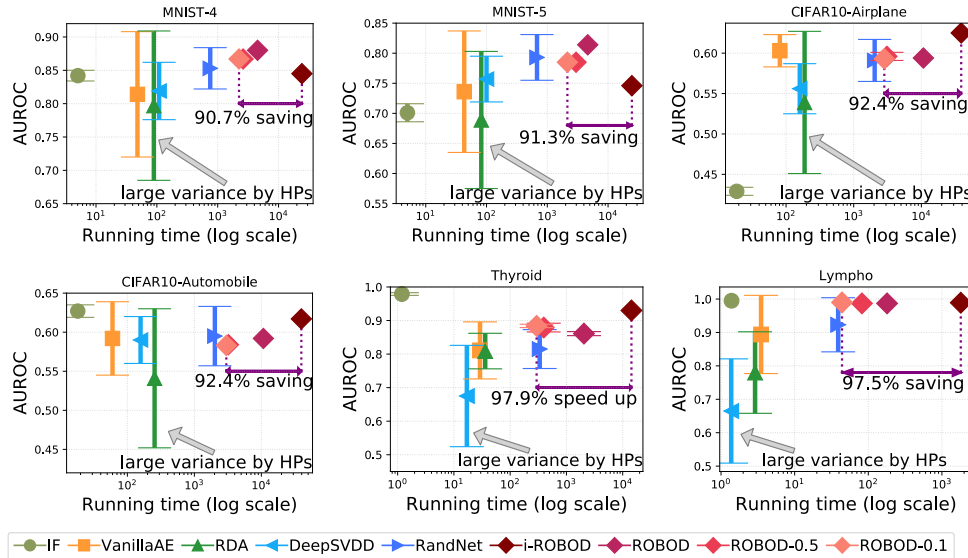 MNIST-4
AUROC
0.90
0.85
0.80
0.75
0.70
0.65
90.7% saving
large variance by HPs
10¹ 10² 10³ 10⁴
Running time (log scale)
MNIST-5
AUROC
0.85
0.80
0.75
0.70
0.65
0.60
0.55
91.3% saving
large variance by HPs
10¹ 10² 10³ 10⁴
Running time (log scale)
CIFAR10-Airplane
AUROC
0.60
0.55
0.50
0.45
92.4% saving
large variance by HPs
10² 10³ 10⁴
Running time (log scale)
CIFAR10-Automobile
AUROC
0.65
0.60
0.55
0.50
0.45
92.4% saving
large variance by HPs
10² 10³ 10⁴
Running time (log scale)
Thyroid
AUROC
1.0
0.9
0.8
0.7
0.6
0.5
97.9% speed up
large variance by HPs
10⁰ 10¹ 10² 10³ 10⁴
Running time (log scale)
Lympho
AUROC
1.0
0.9
0.8
0.7
0.6
0.5
97.5% saving
large variance by HPs
10⁰ 10¹ 10² 10³
Running time (log scale)
IF VanillaAE RDA DeepSVDD RandNet i-ROBOD ROBOD ROBOD-0.5 ROBOD-0.1